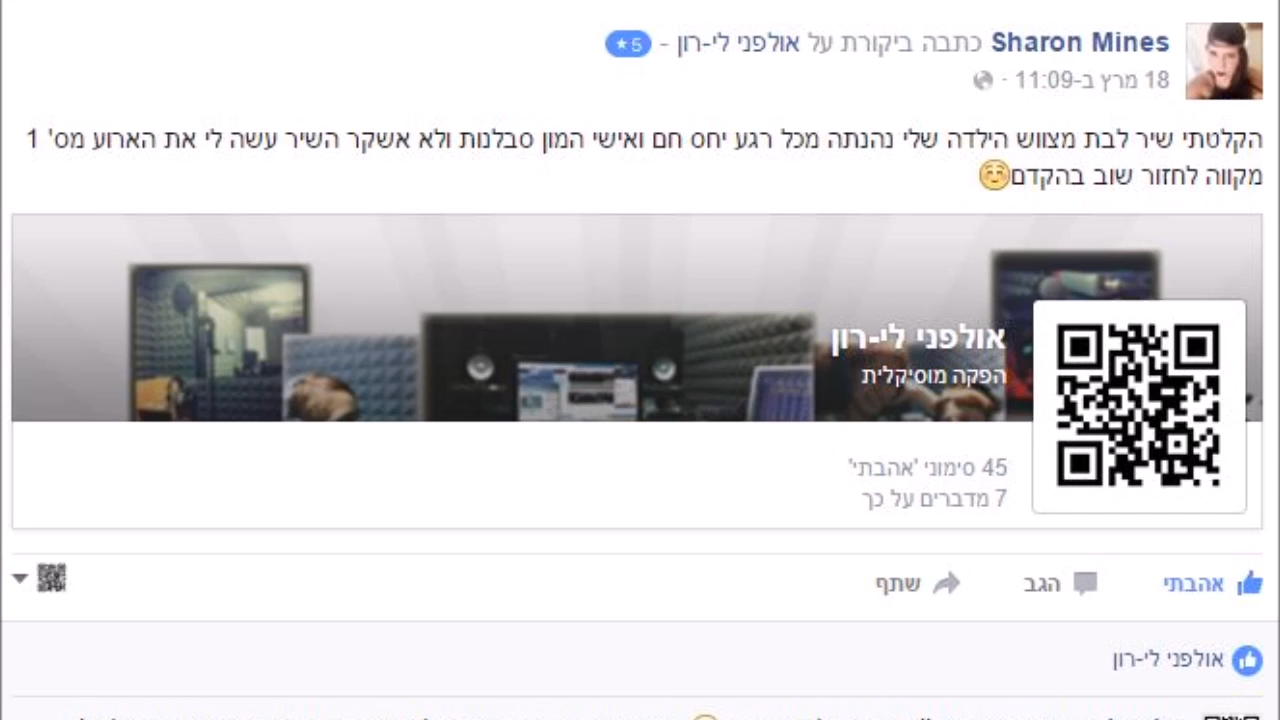 Sharon Mines כתבה ביקורת על אולפני לי-רון - 5★
18 מרץ ב-11:09 ·
הקלטתי שיר לבת מצווש הילדה שלי נהנתה מכל רגע יחס חם ואישי המון סבלנות ולא אשקר השיר עשה לי את הארוע מס' 1
מקווה לחזור שוב בהקדם
אולפני לי-רון
הפקה מוסיקלית
45 סימוני 'אהבתי'
7 מדברים על כך
אהבתי הגב שתף
אולפני לי-רון